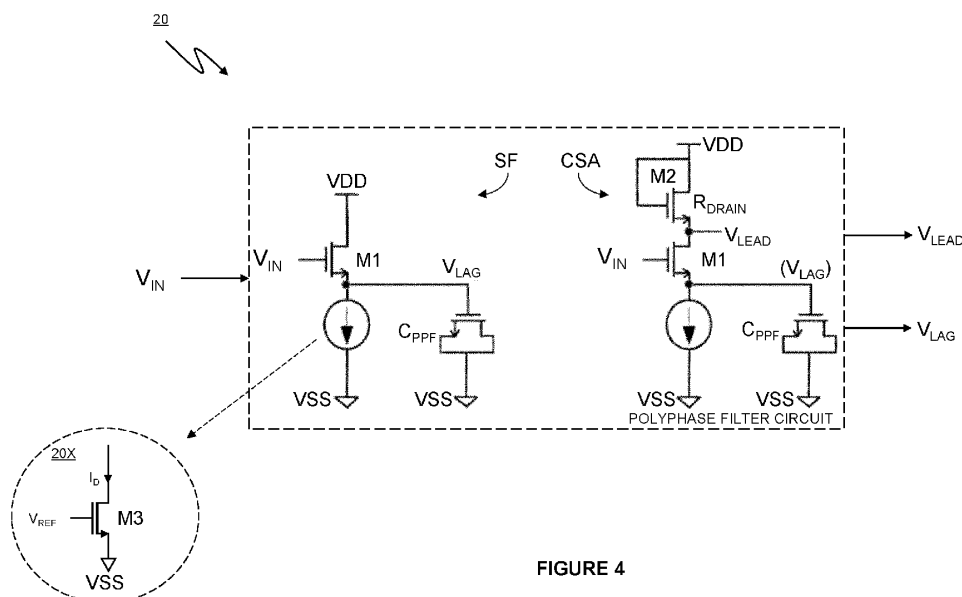 20
SF
CSA
VDD
M2
R_DRAIN
V_LEAD
V_IN
VDD
V_IN
M1
V_LAG
C_PPF
VSS
VSS
V_IN
M1
(V_LAG)
C_PPF
VSS
VSS
POLYPHASE FILTER CIRCUIT
V_LEAD
V_LAG
20X
I_D
V_REF
M3
VSS
FIGURE 4